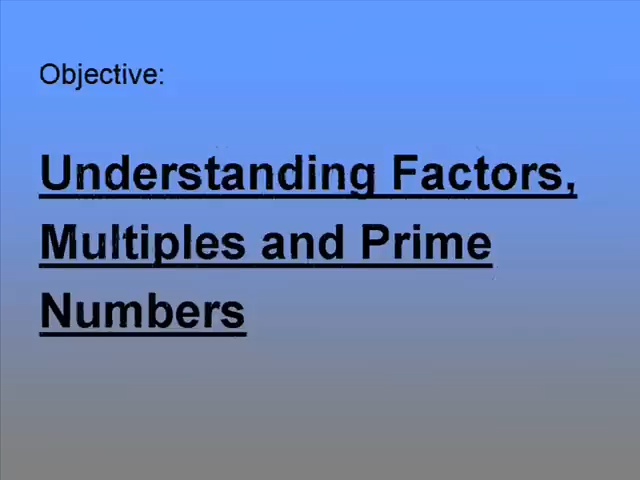 Objective:
Understanding Factors,
Multiples and Prime
Numbers